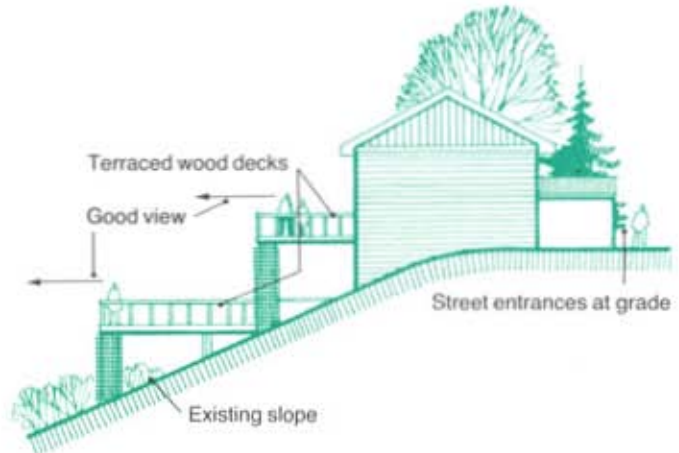 Terraced wood decks
Good view
Street entrances at grade
Existing slope